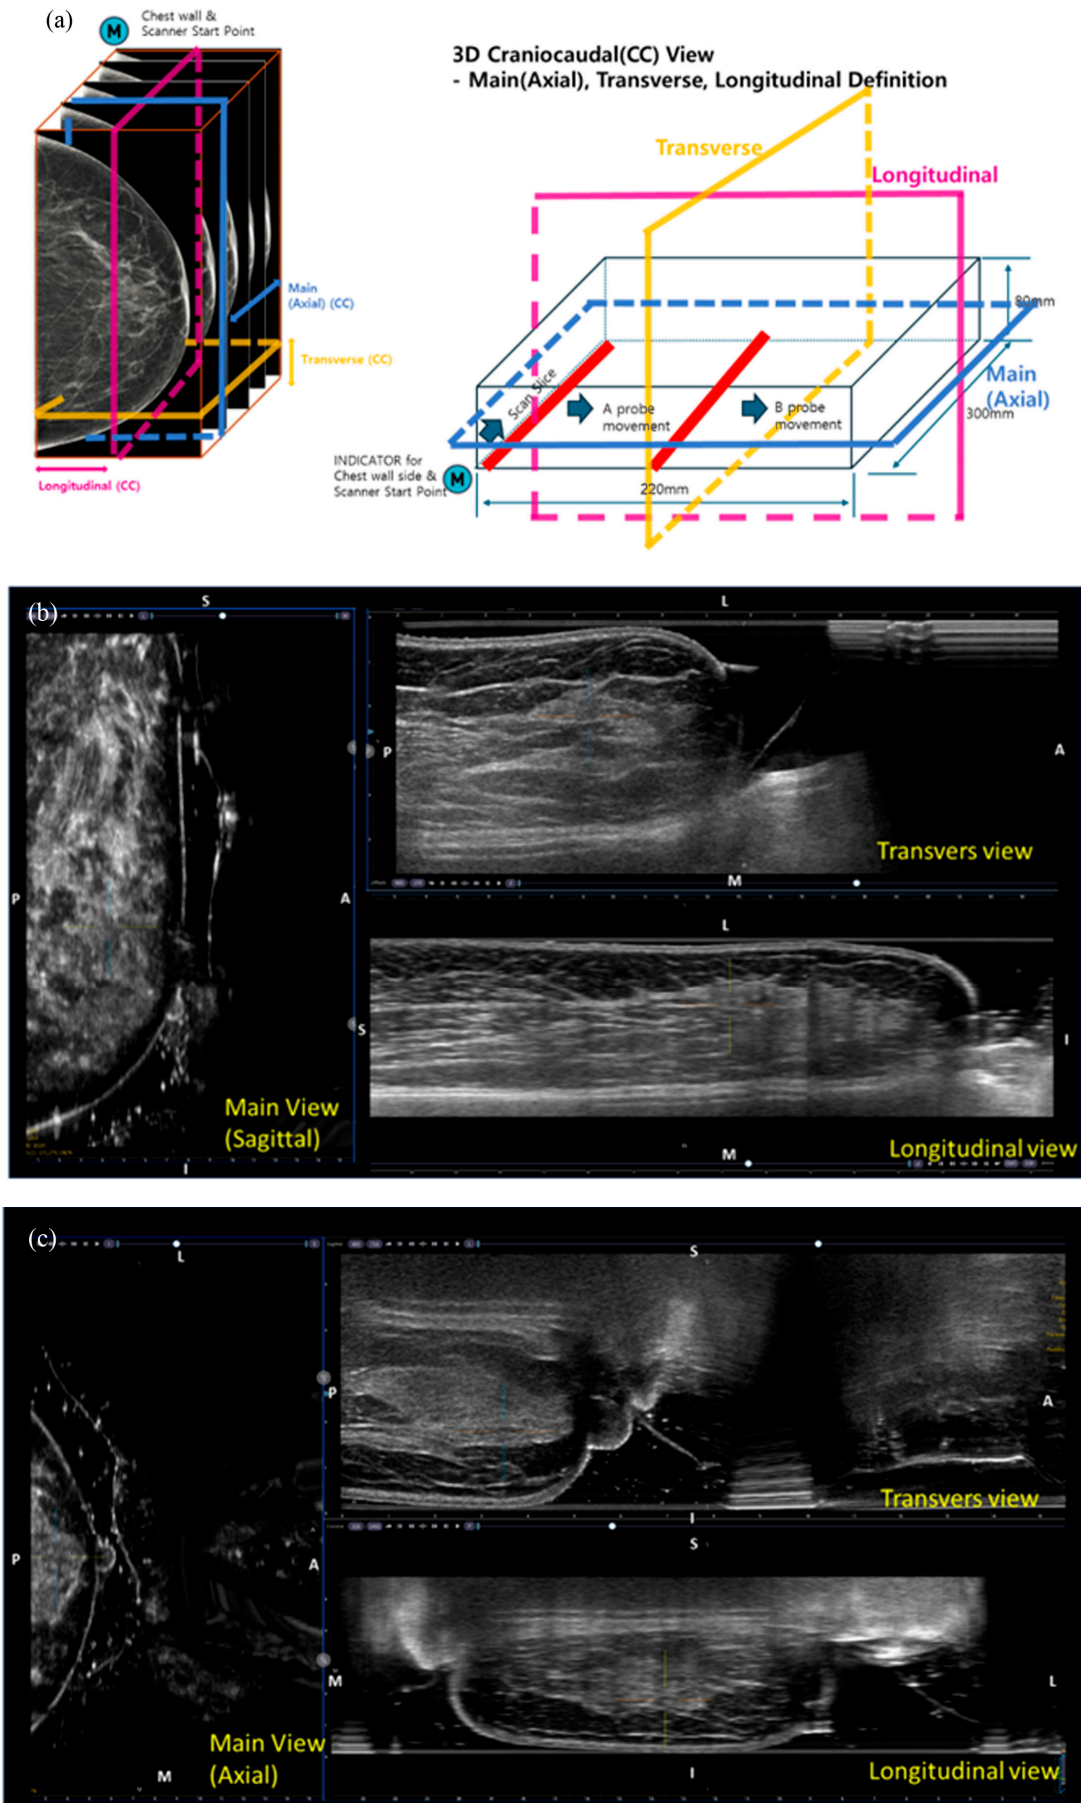 (a)
M
Chest wall &
Scanner Start Point
Main
(Axial) (CC)
Transverse (CC)
Longitudinal (CC)
3D Craniocaudal(CC) View
- Main(Axial), Transverse, Longitudinal Definition
Transverse
Longitudinal
80mm
Main
(Axial)
300mm
Scan Slice
A probe
movement
B probe
movement
INDICATOR for
Chest wall side &
Scanner Start Point
M
220mm
(b)
S
P
A
Main View
(Sagittal)
I
L
P
A
Transvers view
M
L
S
I
Longitudinal view
M
(c)
L
P
A
Main View
(Axial)
M
S
P
A
Transvers view
I
S
M
L
Longitudinal view
I